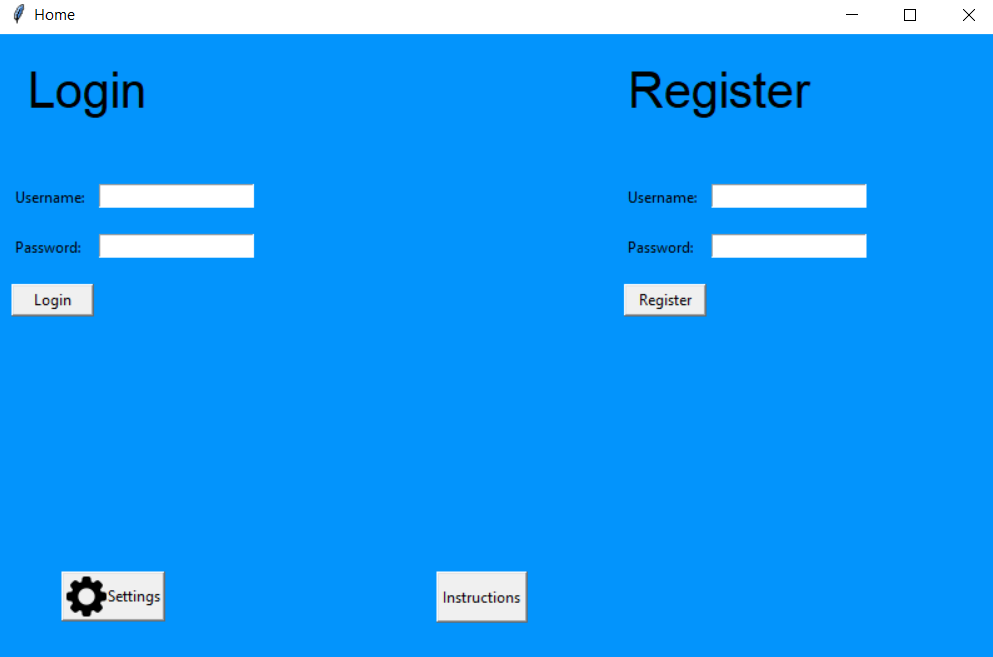 Home
Login
Register
Username:
Username:
Password:
Password:
Login
Register
Settings
Instructions